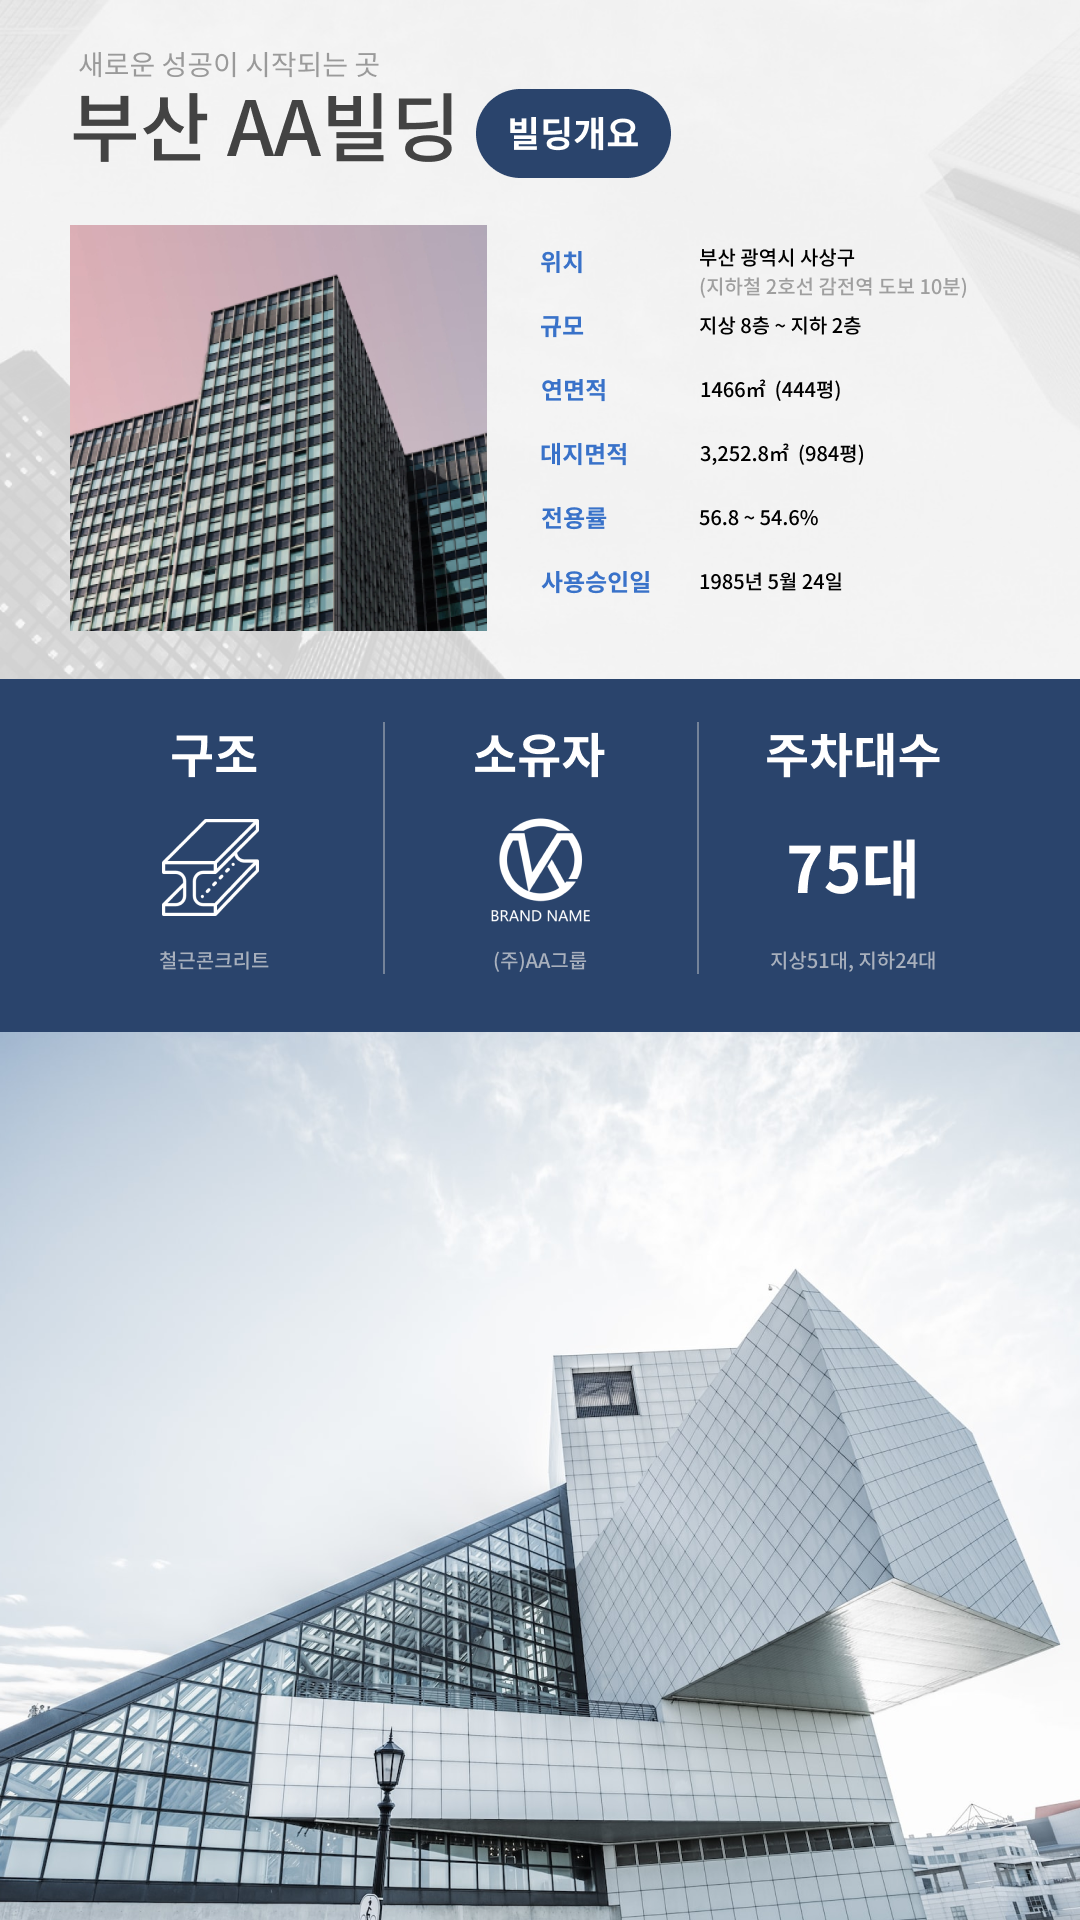 새로운 성공이 시작되는 곳
부산 AA빌딩 빌딩개요
위치 부산 광역시 사상구
(지하철 2호선 감전역 도보 10분)
규모 지상 8층 ~ 지하 2층
연면적 1466㎡ (444평)
대지면적 3,252.8㎡ (984평)
전용률 56.8 ~ 54.6%
사용승인일 1985년 5월 24일
구조 소유자 주차대수
75대
BRAND NAME
철근콘크리트 (주)AA그룹 지상51대, 지하24대